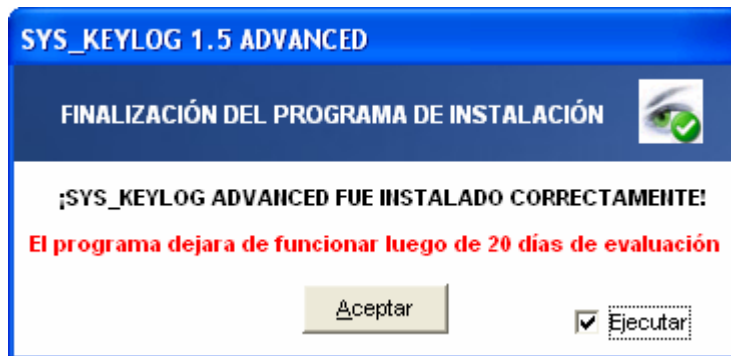 SYS_KEYLOG 1.5 ADVANCED
FINALIZACIÓN DEL PROGRAMA DE INSTALACIÓN
¡SYS_KEYLOG ADVANCED FUE INSTALADO CORRECTAMENTE!
El programa dejara de funcionar luego de 20 días de evaluación
Aceptar
Ejecutar